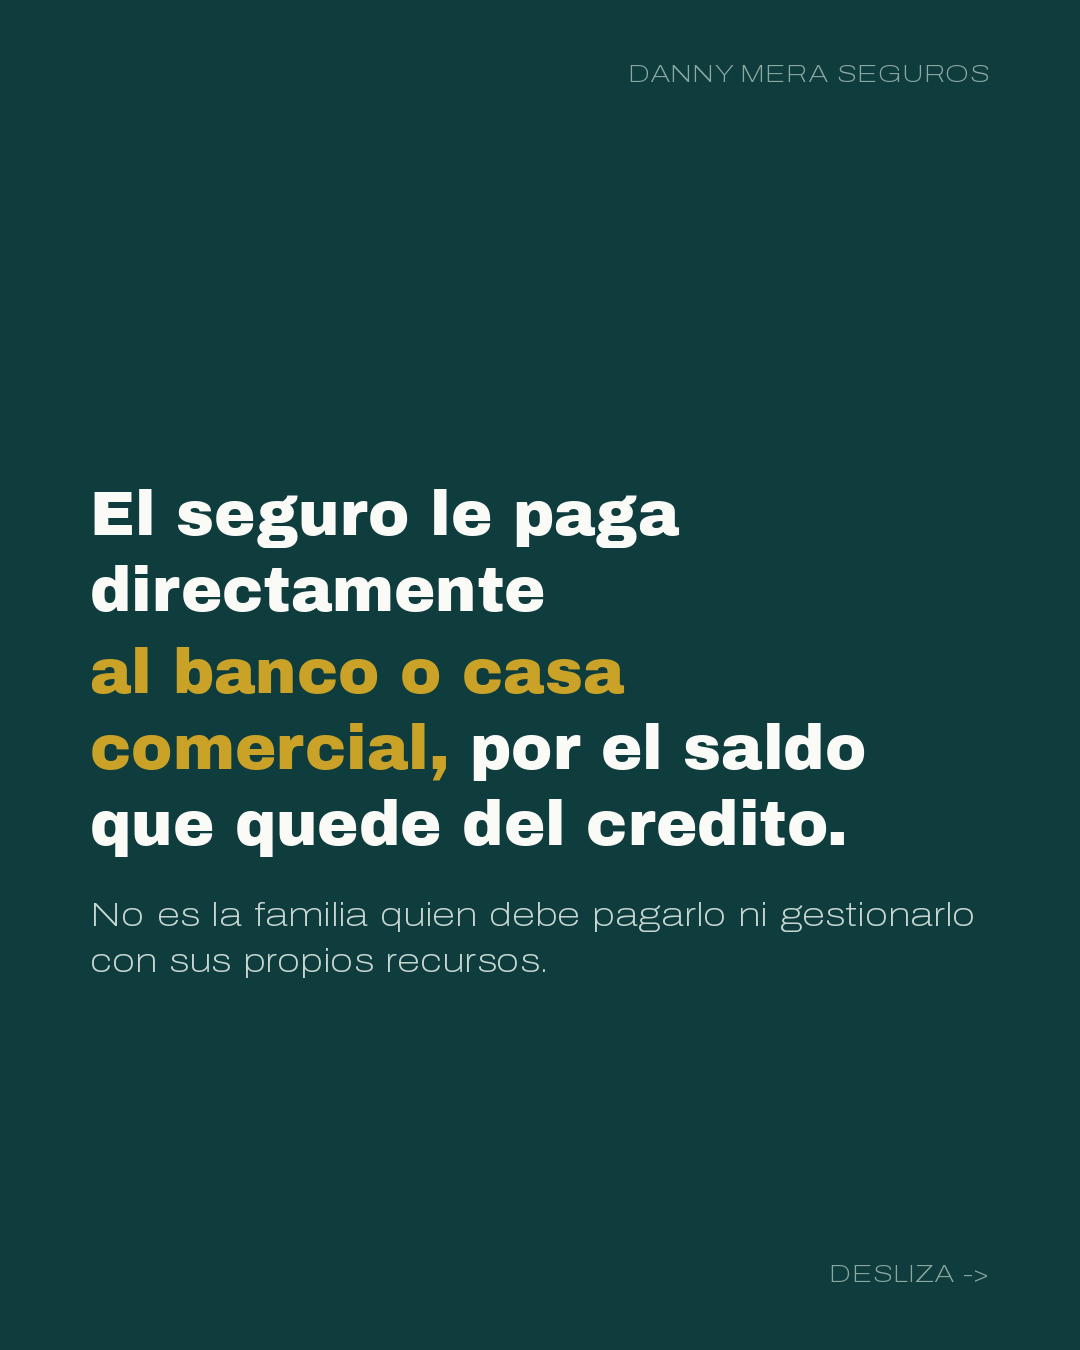 DANNY MERA SEGUROS
El seguro le paga
directamente
al banco o casa
comercial, por el saldo
que quede del credito.
No es la familia quien debe pagarlo ni gestionarlo
con sus propios recursos.
DESLIZA ->